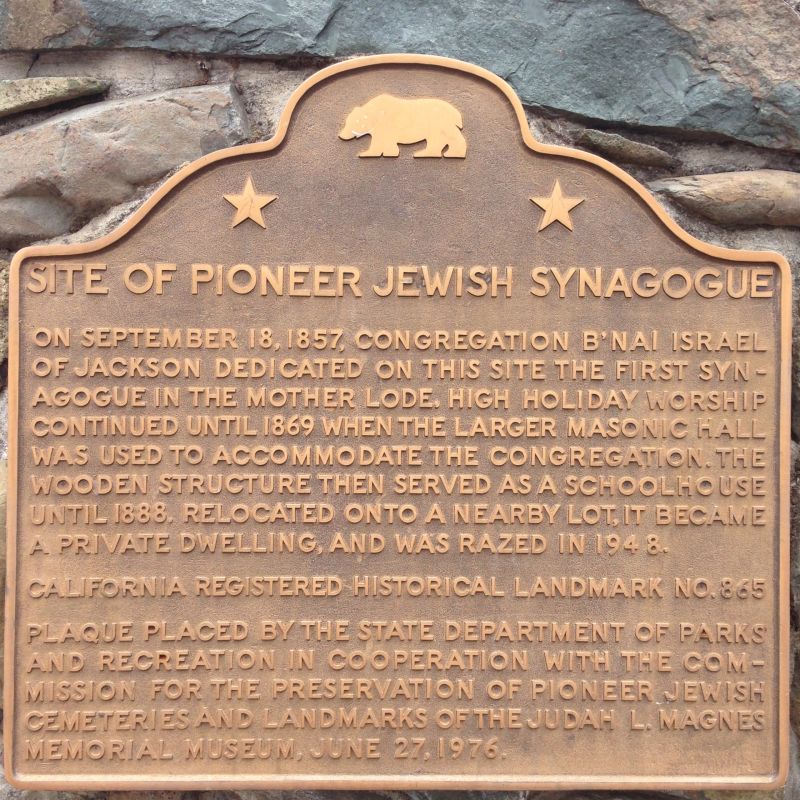 SITE OF PIONEER JEWISH SYNAGOGUE
ON SEPTEMBER 18, 1857, CONGREGATION B'NAI ISRAEL
OF JACKSON DEDICATED ON THIS SITE THE FIRST SYN-
AGOGUE IN THE MOTHER LODE. HIGH HOLIDAY WORSHIP
CONTINUED UNTIL 1869 WHEN THE LARGER MASONIC HALL
WAS USED TO ACCOMMODATE THE CONGREGATION. THE
WOODEN STRUCTURE THEN SERVED AS A SCHOOLHOUSE
UNTIL 1888. RELOCATED ONTO A NEARBY LOT, IT BECAME
A PRIVATE DWELLING, AND WAS RAZED IN 1948.
CALIFORNIA REGISTERED HISTORICAL LANDMARK NO. 865
PLAQUE PLACED BY THE STATE DEPARTMENT OF PARKS
AND RECREATION IN COOPERATION WITH THE COM-
MISSION FOR THE PRESERVATION OF PIONEER JEWISH
CEMETERIES AND LANDMARKS OF THE JUDAH L. MAGNES
MEMORIAL MUSEUM, JUNE 27, 1976.